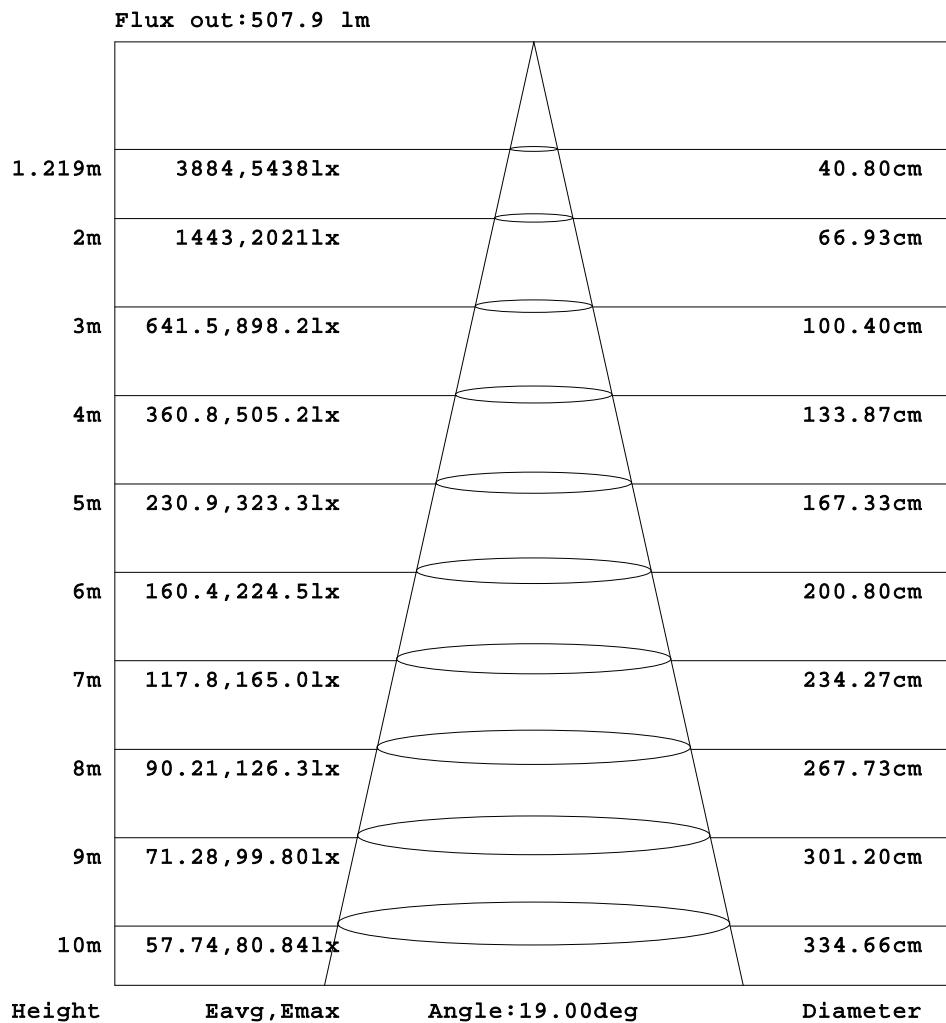 Flux out:507.9 lm
1.219m 3884,5438lx 40.80cm
2m 1443,2021lx 66.93cm
3m 641.5,898.2lx 100.40cm
4m 360.8,505.2lx 133.87cm
5m 230.9,323.3lx 167.33cm
6m 160.4,224.5lx 200.80cm
7m 117.8,165.0lx 234.27cm
8m 90.21,126.3lx 267.73cm
9m 71.28,99.80lx 301.20cm
10m 57.74,80.84lx 334.66cm
Height Eavg,Emax Angle:19.00deg Diameter